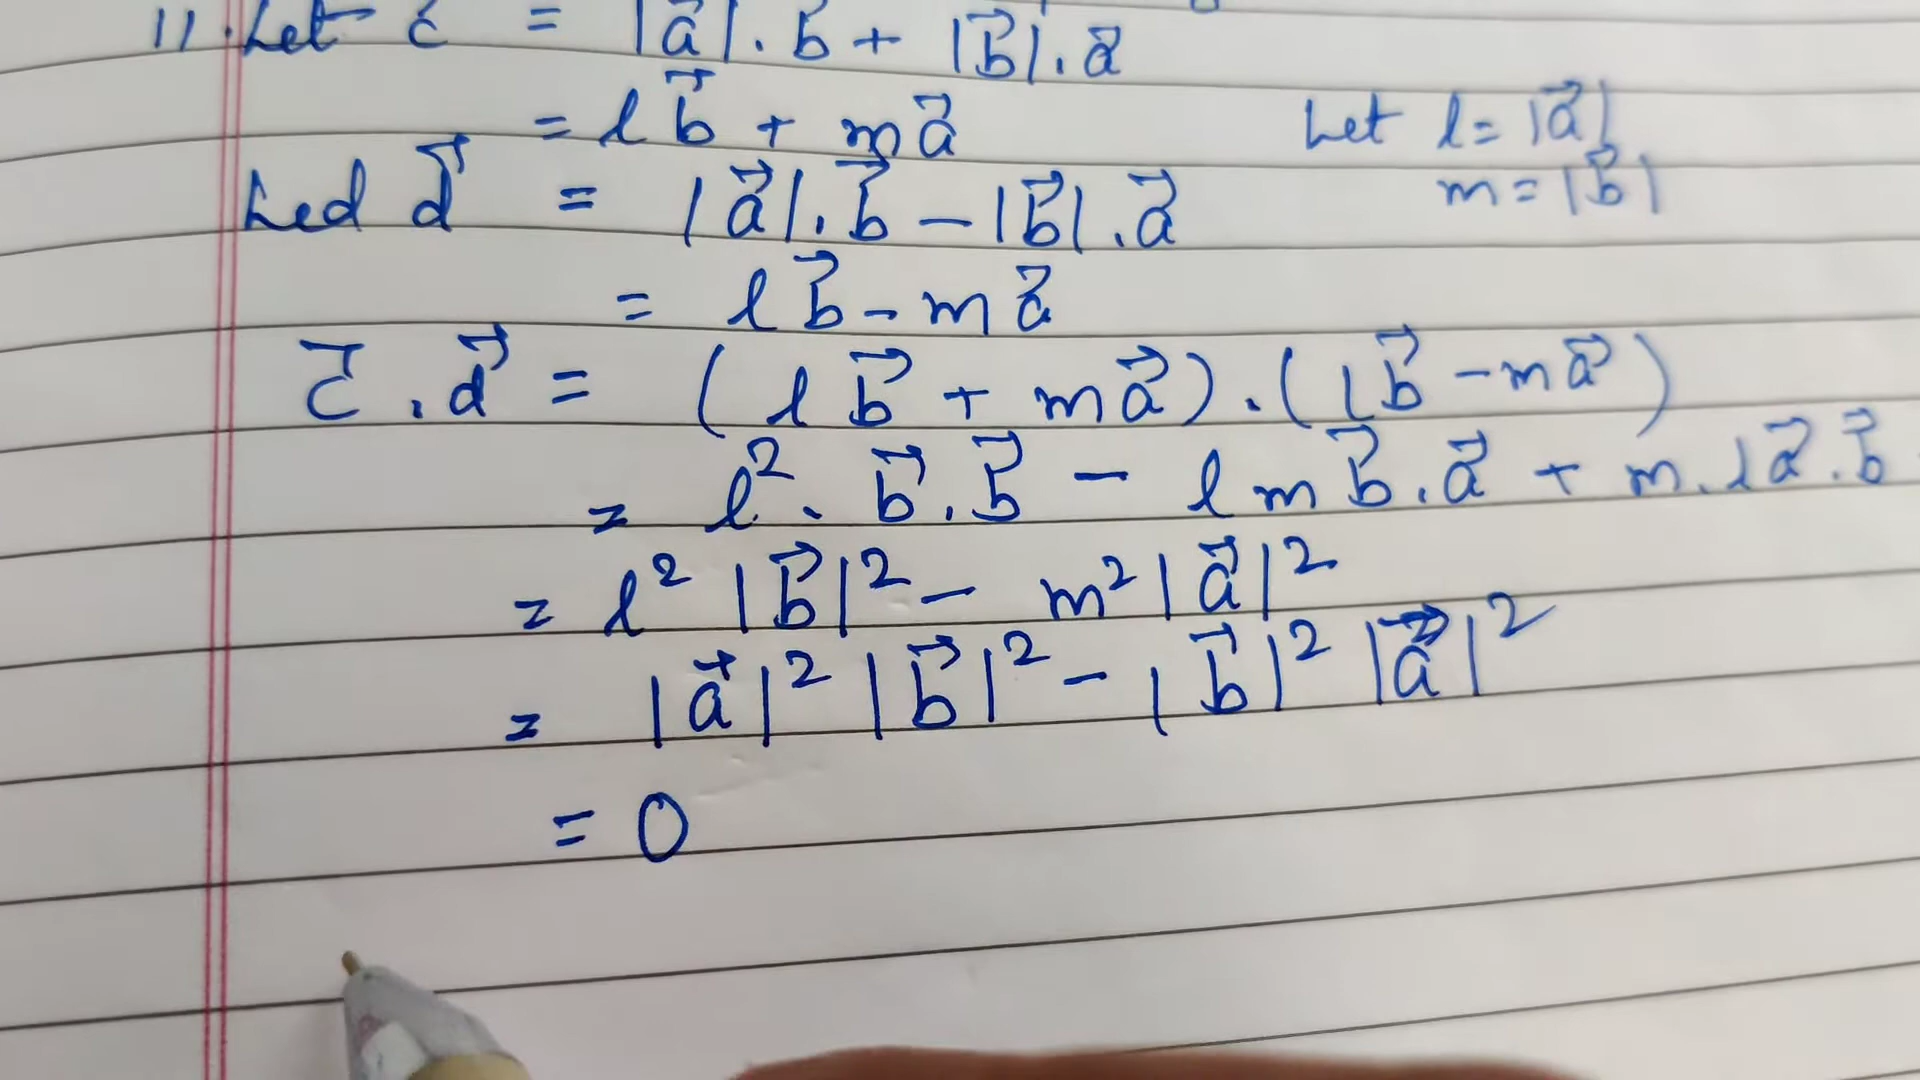 11. Let c⃗ = |a⃗|.b⃗ + |b⃗|.a⃗
= l b⃗ + m a⃗
Let l = |a⃗|
m = |b⃗|
Led d⃗ = |a⃗|.b⃗ - |b⃗|.a⃗
= l b⃗ - m a⃗
c⃗ . d⃗ = (l b⃗ + m a⃗).(l b⃗ - m a⃗)
= l². b⃗.b⃗ - l m b⃗.a⃗ + m.l a⃗.b⃗
= l² |b⃗|² - m² |a⃗|²
= |a⃗|² |b⃗|² - |b⃗|² |a⃗|²
= 0